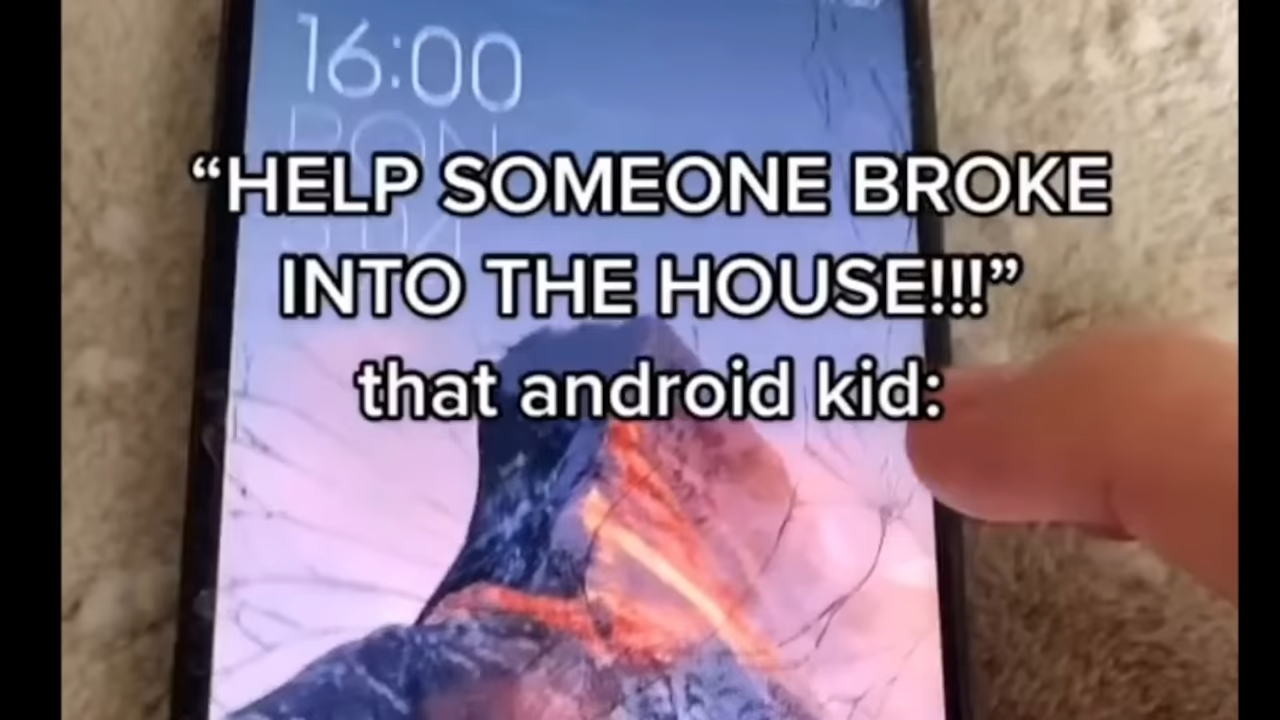 16:00
“HELP SOMEONE BROKE
INTO THE HOUSE!!!”
that android kid: